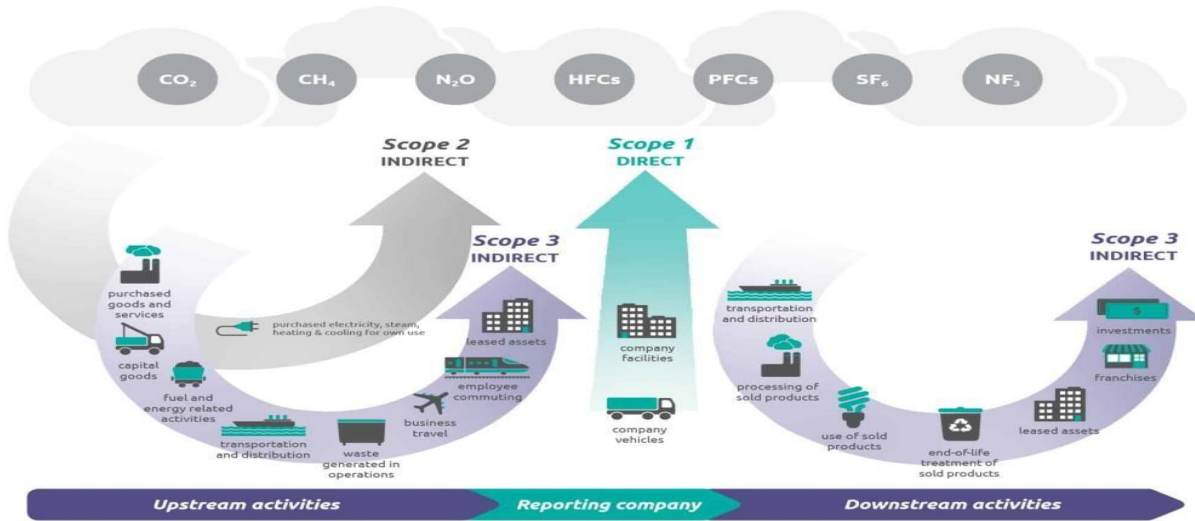 CO₂ CH₄ N₂O HFCs PFCs SF₆ NF₃
Scope 2
INDIRECT
Scope 1
DIRECT
Scope 3
INDIRECT
Scope 3
INDIRECT
purchased
goods and
services
capital
goods
fuel and
energy related
activities
transportation
and distribution
waste
generated in
operations
business
travel
employee
commuting
leased assets
purchased electricity, steam,
heating & cooling for own use
company
facilities
company
vehicles
transportation
and distribution
processing of
sold products
use of sold
products
end-of-life
treatment of
sold products
leased assets
franchises
$
investments
Upstream activities
Reporting company
Downstream activities